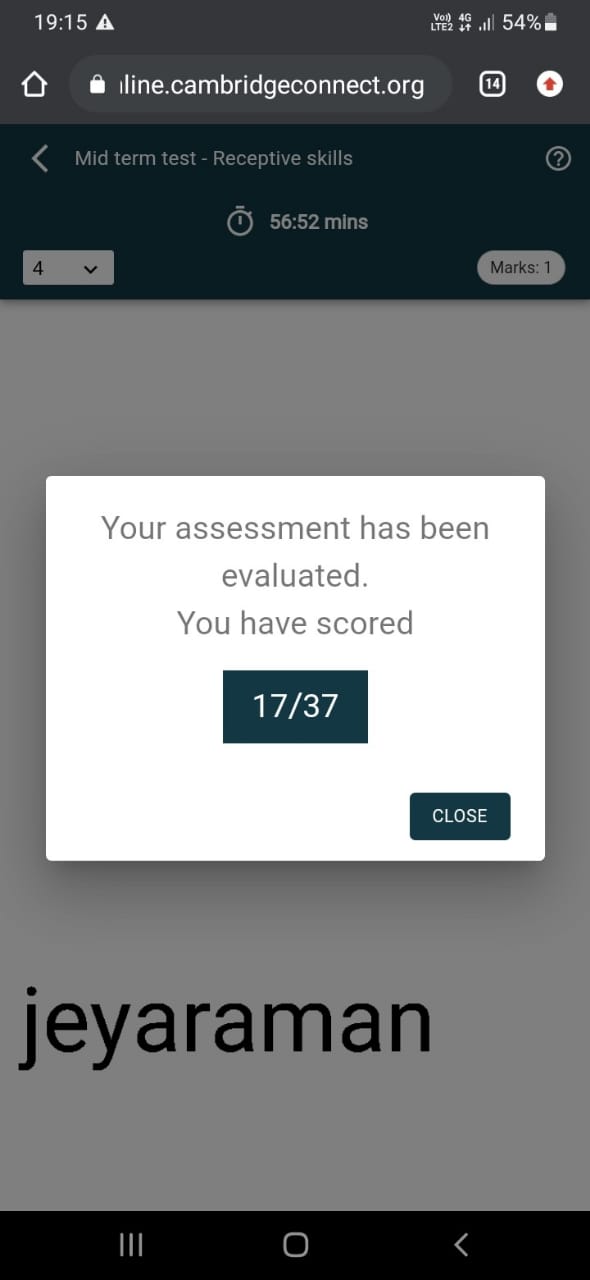 19:15
Vo)) 4G
LTE2
54%
line.cambridgeconnect.org
14
Mid term test - Receptive skills
?
56:52 mins
4
Marks: 1
Your assessment has been
evaluated.
You have scored
17/37
CLOSE
jeyaraman